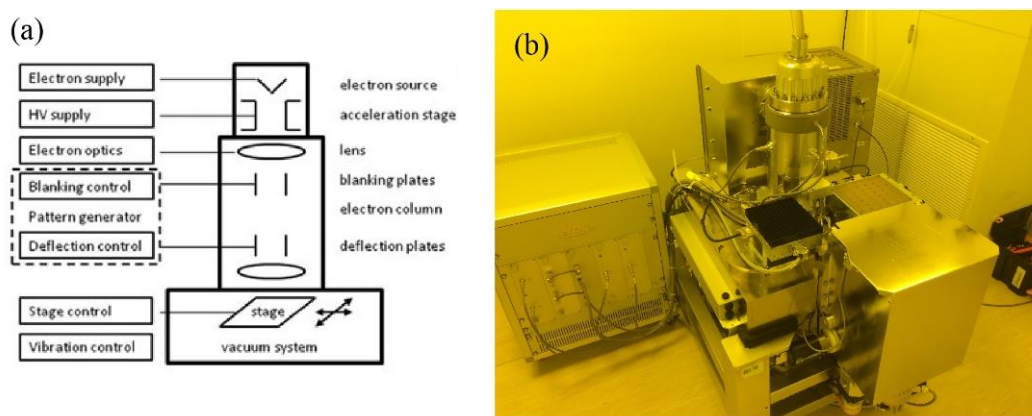 (a)
Electron supply
electron source
HV supply
acceleration stage
Electron optics
lens
Blanking control
blanking plates
Pattern generator
electron column
Deflection control
deflection plates
Stage control
stage
Vibration control
vacuum system
(b)